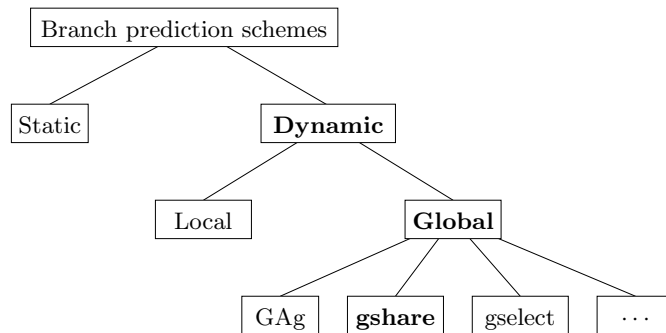 Branch prediction schemes
Static
Dynamic
Local
Global
GAg
gshare
gselect
· · ·